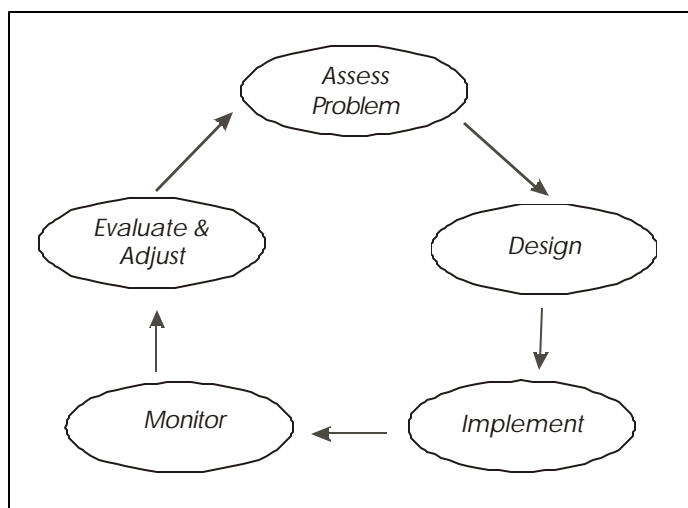 Assess
Problem
Design
Implement
Monitor
Evaluate &
Adjust